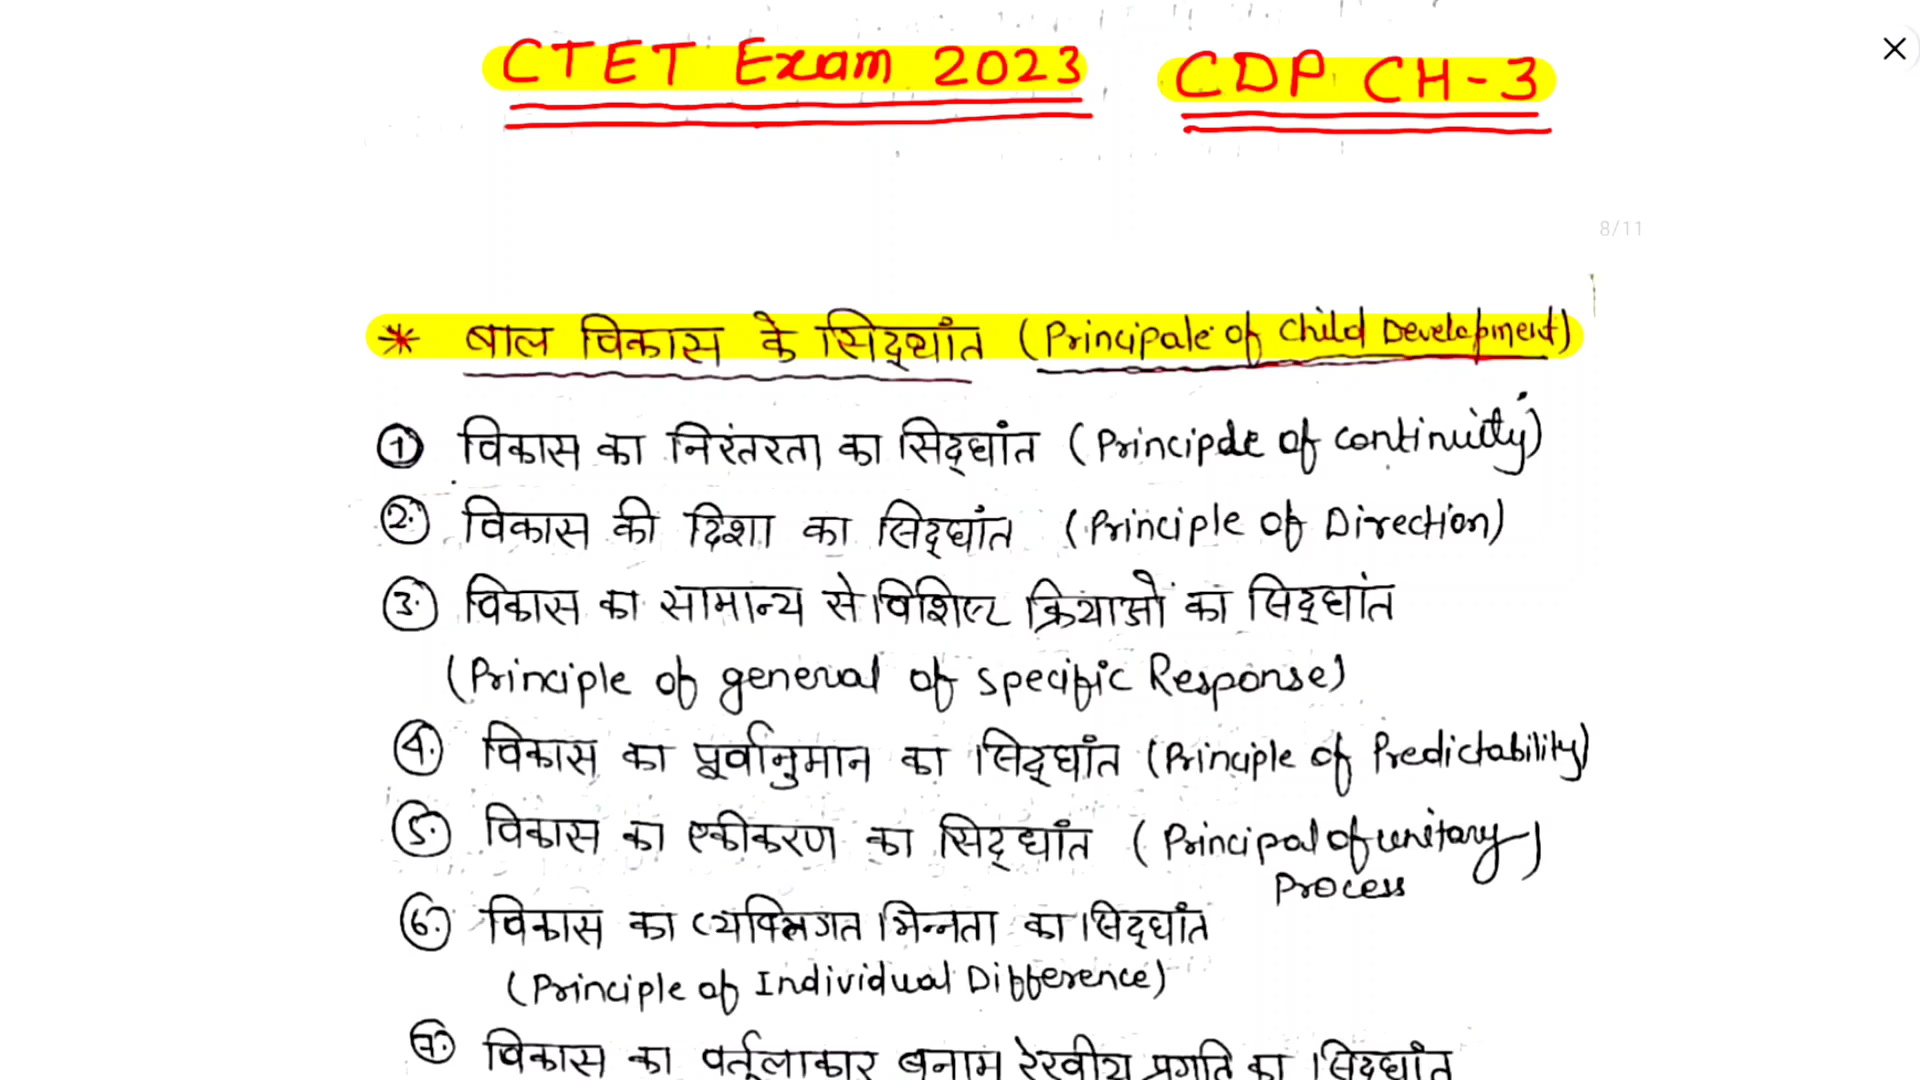 CTET Exam 2023 CDP CH-3
8/11
* बाल विकास के सिद्धांत (Principale of Child Development)
1 विकास का निरंतरता का सिद्धांत (Principle of continuity)
2. विकास की दिशा का सिद्धांत (Principle of Direction)
3. विकास का सामान्य से विशिष्ट क्रियाओं का सिद्धांत
(Principle of general of specific Response)
4. विकास का पूर्वानुमान का सिद्धांत (Principle of Predictability)
5. विकास का एकीकरण का सिद्धांत (Principal of unitary)
Process
6. विकास का व्यक्तिगत भिन्नता का सिद्धांत
(Principle of Individual Difference)
7. विकास का वर्तुलाकार बनाम रेखीय प्रगति का सिद्धांत